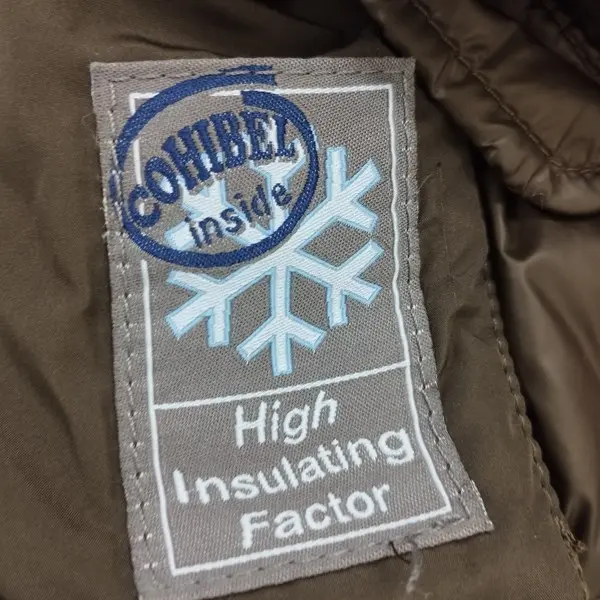 COHIBEL
inside
High
Insulating
Factor